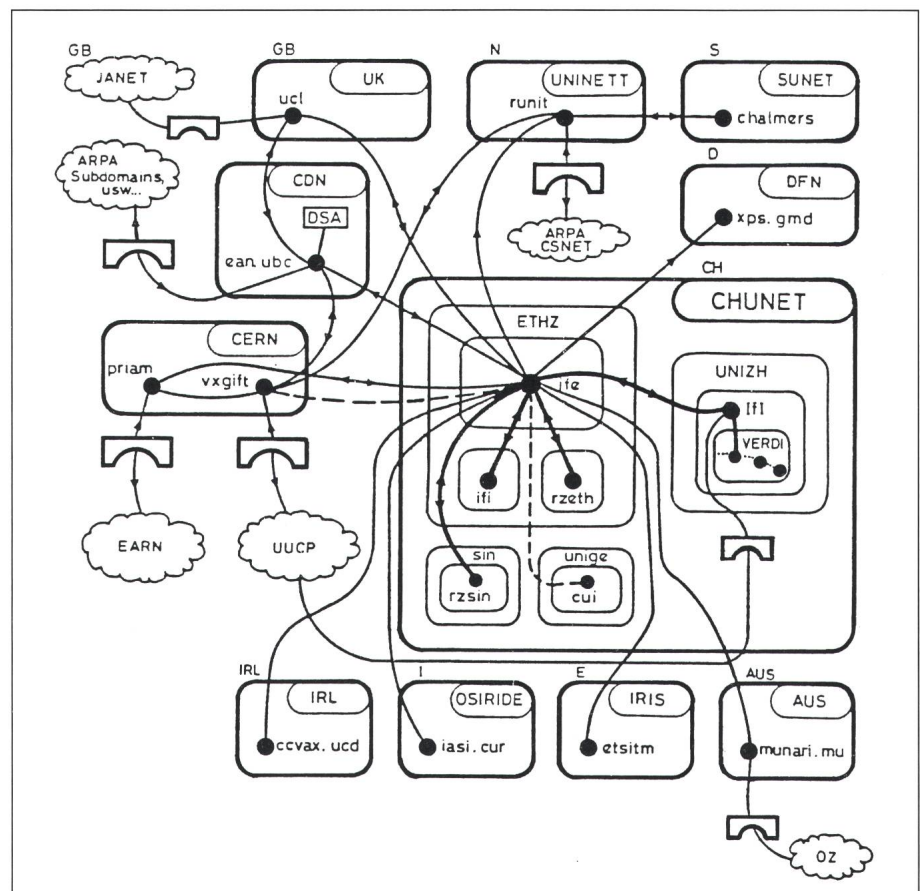 GB
JANET
GB
UK
ucl
N
UNINETT
runit
S
SUNET
chalmers
ARPA
Subdomains,
usw...
CDN
DSA
ean.ubc
ARPA
CSNET
D
DFN
xps.gmd
CH
CHUNET
ETHZ
ife
CERN
priam
vxgift
UNIZH
IfI
VERDI
ifi
rzeth
EARN
UUCP
sin
rzsin
unige
cui
IRL
IRL
ccvax.ucd
I
OSIRIDE
iasi.cur
E
IRIS
etsitm
AUS
AUS
munari.mu
OZ